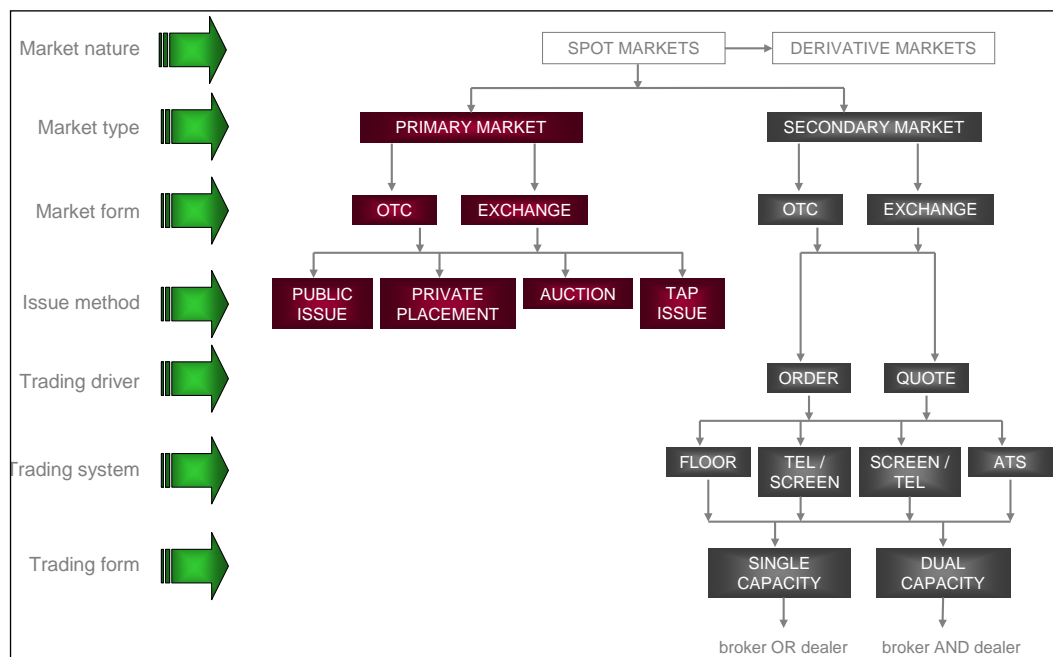 Market nature
SPOT MARKETS
DERIVATIVE MARKETS
Market type
PRIMARY MARKET
SECONDARY MARKET
Market form
OTC
EXCHANGE
OTC
EXCHANGE
Issue method
PUBLIC
ISSUE
PRIVATE
PLACEMENT
AUCTION
TAP
ISSUE
Trading driver
ORDER
QUOTE
Trading system
FLOOR
TEL /
SCREEN
SCREEN /
TEL
ATS
Trading form
SINGLE
CAPACITY
DUAL
CAPACITY
broker OR dealer
broker AND dealer